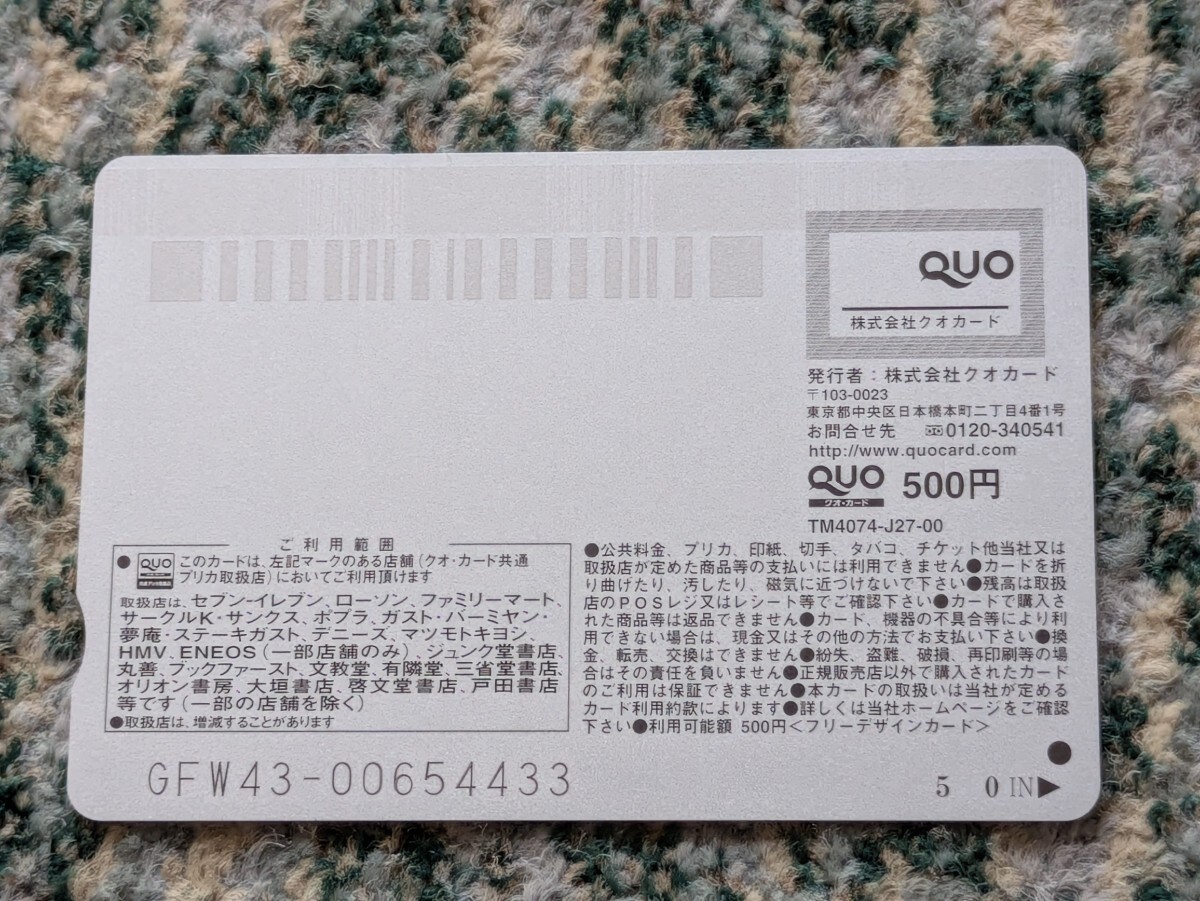 QUO
株式会社クオカード
発行者：株式会社クオカード
〒103-0023
東京都中央区日本橋本町二丁目4番1号
お問合せ先 0120-340541
http://www.quocard.com
QUO 500円
クオ・カード
TM4074-J27-00
ご利用範囲
●QUO このカードは、左記マークのある店舗（クオ・カード共通
プリカ取扱店）においてご利用頂けます
取扱店は、セブン-イレブン、ローソン、ファミリーマート、
サークルK・サンクス、ポプラ、ガスト・バーミヤン・
夢庵・ステーキガスト、デニーズ、マツモトキヨシ、
HMV、ENEOS（一部店舗のみ）、ジュンク堂書店、
丸善、ブックファースト、文教堂、有隣堂、三省堂書店、
オリオン書房、大垣書店、啓文堂書店、戸田書店
等です（一部の店舗を除く）
●取扱店は、増減することがあります
●公共料金、プリカ、印紙、切手、タバコ、チケット他当社又は
取扱店が定めた商品等の支払いには利用できません●カードを折
り曲げたり、汚したり、磁気に近づけないで下さい●残高は取扱
店のPOSレジ又はレシート等でご確認下さい●カードで購入さ
れた商品等は返品できません●カード、機器の不具合等により利
用できない場合は、現金又はその他の方法でお支払い下さい●換
金、転売、交換はできません●紛失、盗難、破損、再印刷等の場
合はその責任を負いません●正規販売店以外で購入されたカード
のご利用は保証できません●本カードの取扱いは当社が定める
カード利用約款によります●詳しくは当社ホームページをご確認
下さい●利用可能額 500円＜フリーデザインカード＞
GFW43-00654433
5 0 IN▶